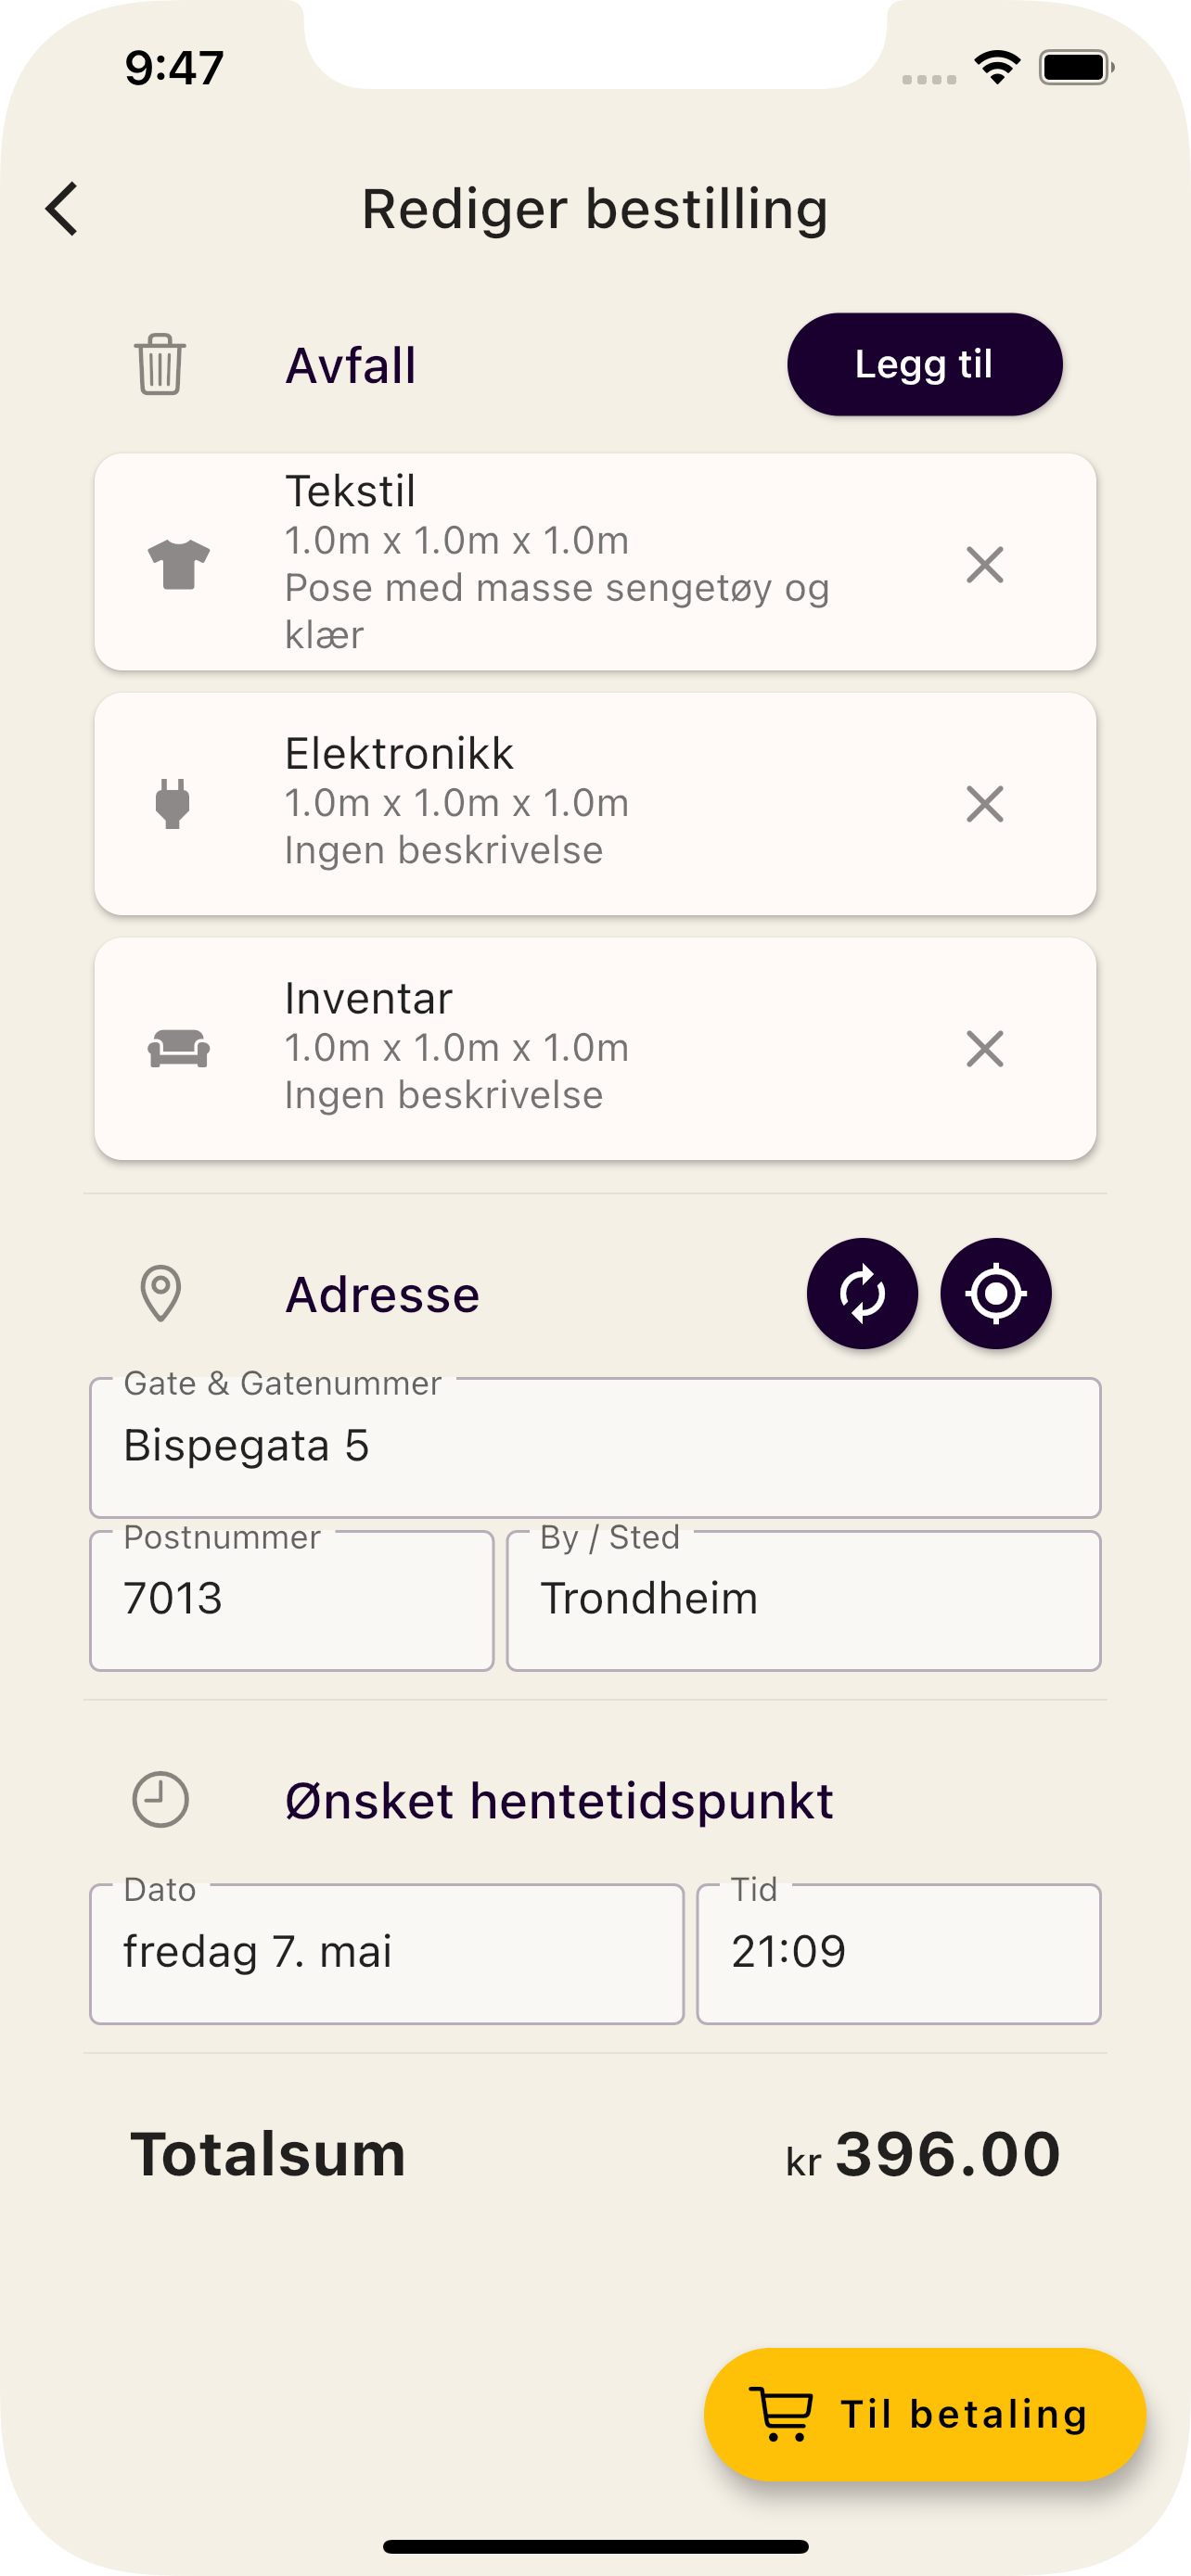 9:47
Rediger bestilling
Avfall
Legg til
Tekstil
1.0m x 1.0m x 1.0m
Pose med masse sengetøy og
klær
Elektronikk
1.0m x 1.0m x 1.0m
Ingen beskrivelse
Inventar
1.0m x 1.0m x 1.0m
Ingen beskrivelse
Adresse
Gate & Gatenummer
Bispegata 5
Postnummer
7013
By / Sted
Trondheim
Ønsket hentetidspunkt
Dato
fredag 7. mai
Tid
21:09
Totalsum
kr 396.00
Til betaling